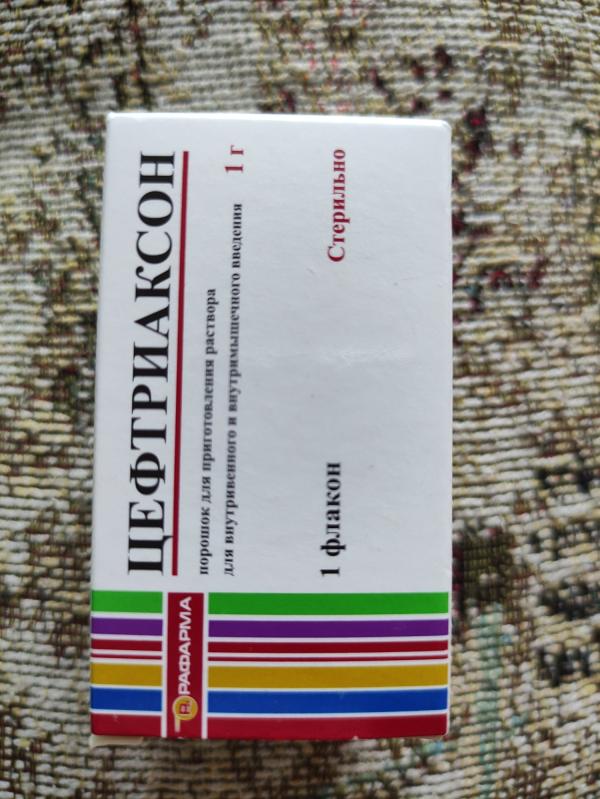 ЦЕФТРИАКСОН
порошок для приготовления раствора
для внутривенного и внутримышечного введения 1 г
1 флакон Стерильно
РАФАРМА